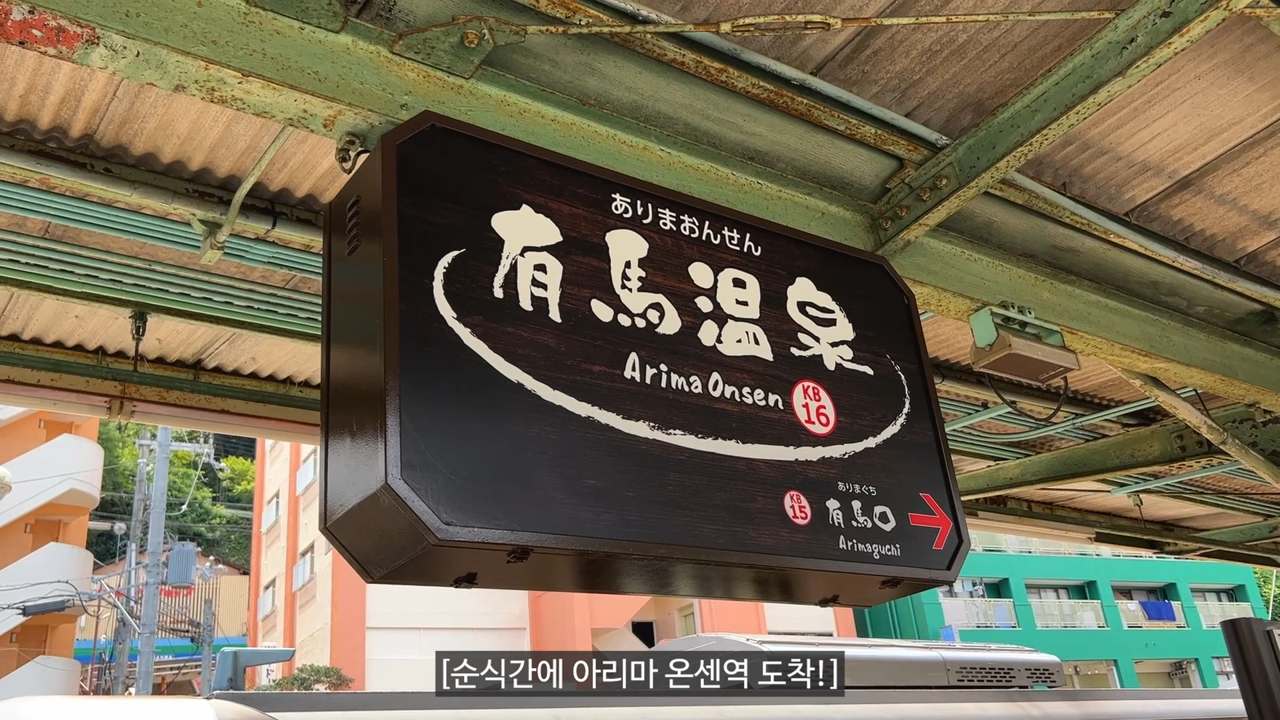 ありまおんせん
有馬温泉
Arima Onsen
KB
16
ありまぐち
KB
15
有馬口
Arimaguchi
[순식간에 아리마 온센역 도착!]